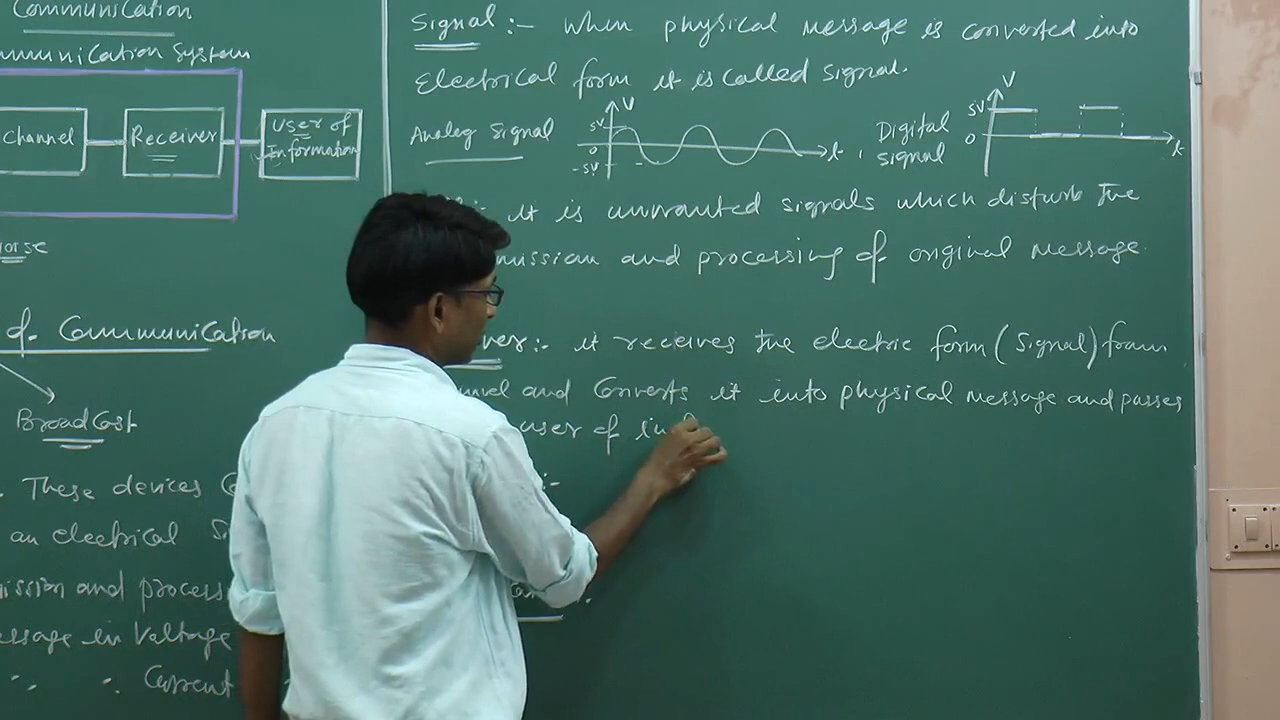 Communication
mmunication System
Channel
Receiver
User of
Information
oise
of Communication
BroadCast
These devices
an electrical
ission and process
essage in Voltage
Current
Signal :- When physical message is converted into
Electrical form it is called signal.
Analog signal
V
5V
0
-5V
t
Digital
signal
V
5V
0
t
:- it is unwanted signals which disturb the
mission and processing of original message
ver:- it receives the electric form (Signal) from
nnel and Converts it into physical message and passes
user of in
:-